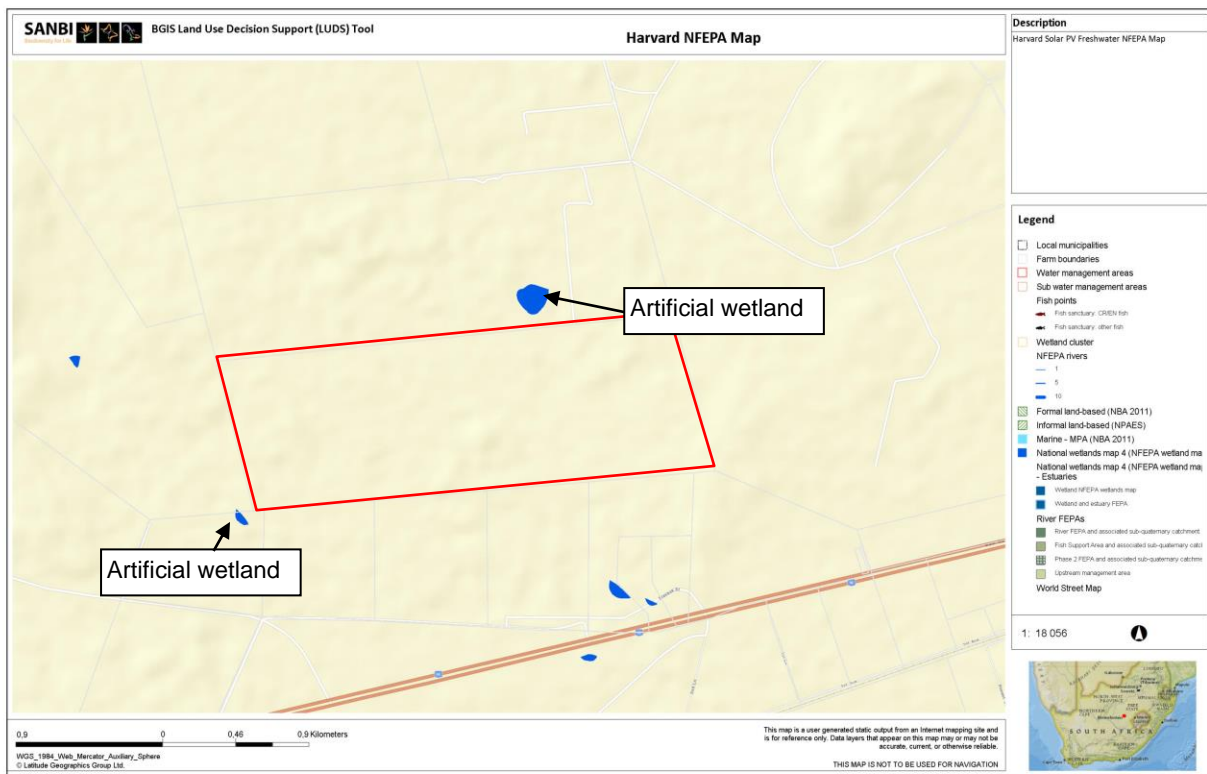 SANBI
Biodiversity for Life
BGIS Land Use Decision Support (LUDS) Tool
Harvard NFEPA Map
Description
Harvard Solar PV Freshwater NFEPA Map
Artificial wetland
Artificial wetland
Legend
Local municipalities
Farm boundaries
Water management areas
Sub water management areas
Fish points
Fish sanctuary: CR/EN fish
Fish sanctuary: other fish
Wetland cluster
NFEPA rivers
1
5
10
Formal land-based (NBA 2011)
Informal land-based (NPAES)
Marine - MPA (NBA 2011)
National wetlands map 4 (NFEPA wetland ma
National wetlands map 4 (NFEPA wetland map
- Estuaries
Wetland NFEPA wetlands map
Wetland and estuary FEPA
River FEPAs
River FEPA and associated sub-quaternary catchment
Fish Support Area and associated sub-quaternary catch
Phase 2 FEPA and associated sub-quaternary catchme
Upstream management area
World Street Map
1: 18 056
SOUTH AFRICA
0,9 0 0,46 0,9 Kilometers
WGS_1984_Web_Mercator_Auxiliary_Sphere
© Latitude Geographics Group Ltd.
This map is a user generated static output from an Internet mapping site and
is for reference only. Data layers that appear on this map may or may not be
accurate, current, or otherwise reliable.
THIS MAP IS NOT TO BE USED FOR NAVIGATION